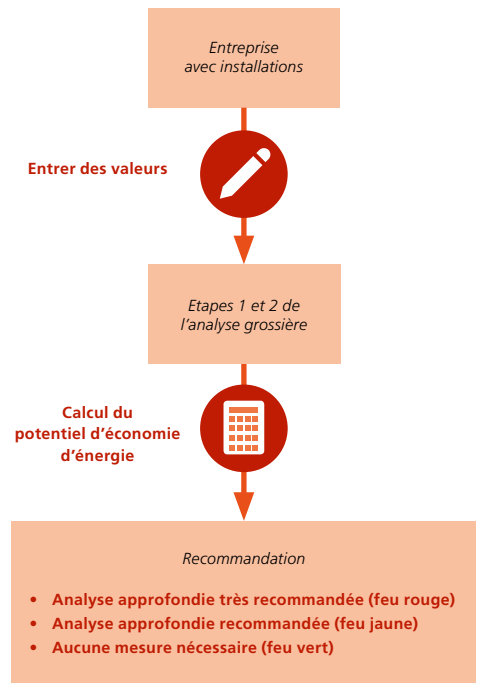 Entreprise
avec installations
Entrer des valeurs
Etapes 1 et 2 de
l’analyse grossière
Calcul du
potentiel d’économie
d’énergie
Recommandation
• Analyse approfondie très recommandée (feu rouge)
• Analyse approfondie recommandée (feu jaune)
• Aucune mesure nécessaire (feu vert)